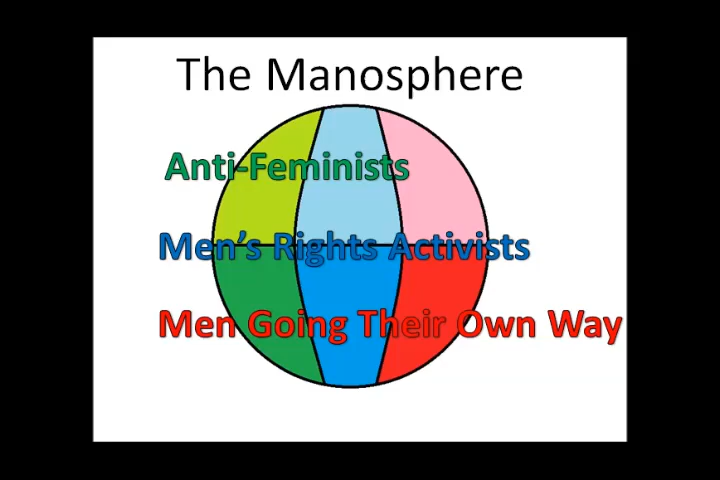 The Manosphere
Anti-Feminists
Men's Rights Activists
Men Going Their Own Way